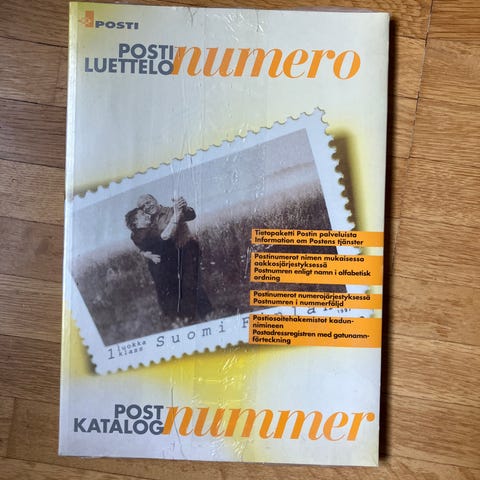 POSTI
POSTI
LUETTELO numero
Tietopaketti Postin palveluista
Information om Postens tjänster
Postinumerot nimen mukaisessa
aakkosjärjestyksessä
Postnumren enligt namn i alfabetisk
ordning
Postinumerot numerojärjestyksessä
Postnumren i nummerföljd
Postiosoitehakemistot kadun-
nimineen
Postadressregistren med gatunamn-
förteckning
1 luokka
klass
Suomi Finland
1997
POST
KATALOG nummer